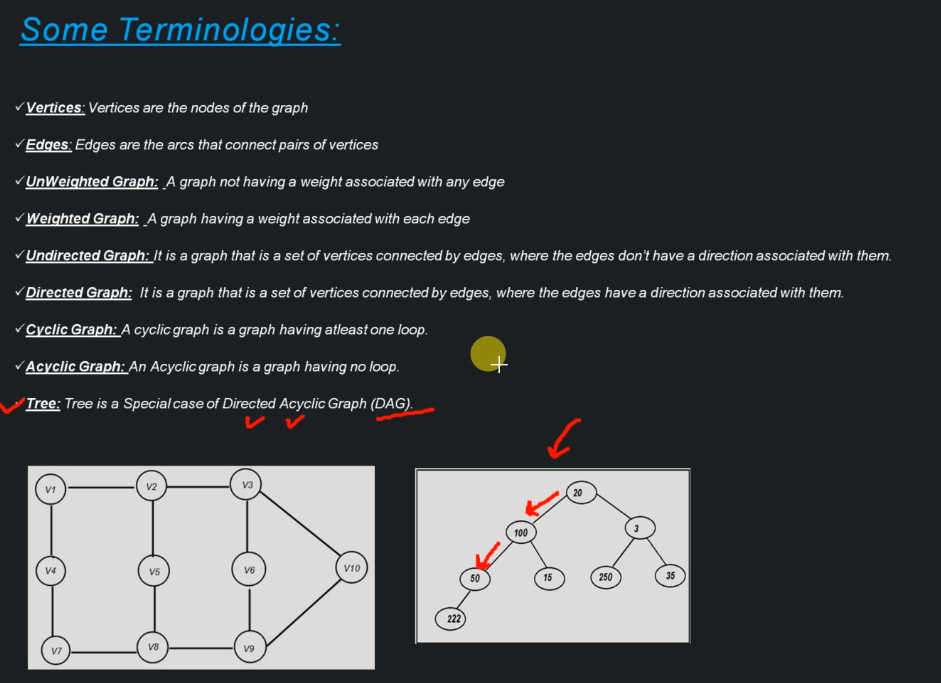 Some Terminologies:
✓Vertices: Vertices are the nodes of the graph
✓Edges: Edges are the arcs that connect pairs of vertices
✓UnWeighted Graph: A graph not having a weight associated with any edge
✓Weighted Graph: A graph having a weight associated with each edge
✓Undirected Graph: It is a graph that is a set of vertices connected by edges, where the edges don't have a direction associated with them.
✓Directed Graph: It is a graph that is a set of vertices connected by edges, where the edges have a direction associated with them.
✓Cyclic Graph: A cyclic graph is a graph having atleast one loop.
✓Acyclic Graph: An Acyclic graph is a graph having no loop.
Tree: Tree is a Special case of Directed Acyclic Graph (DAG).
V1 V2 V3
V4 V5 V6 V10
V7 V8 V9
20
100 3
50 15 250 35
222